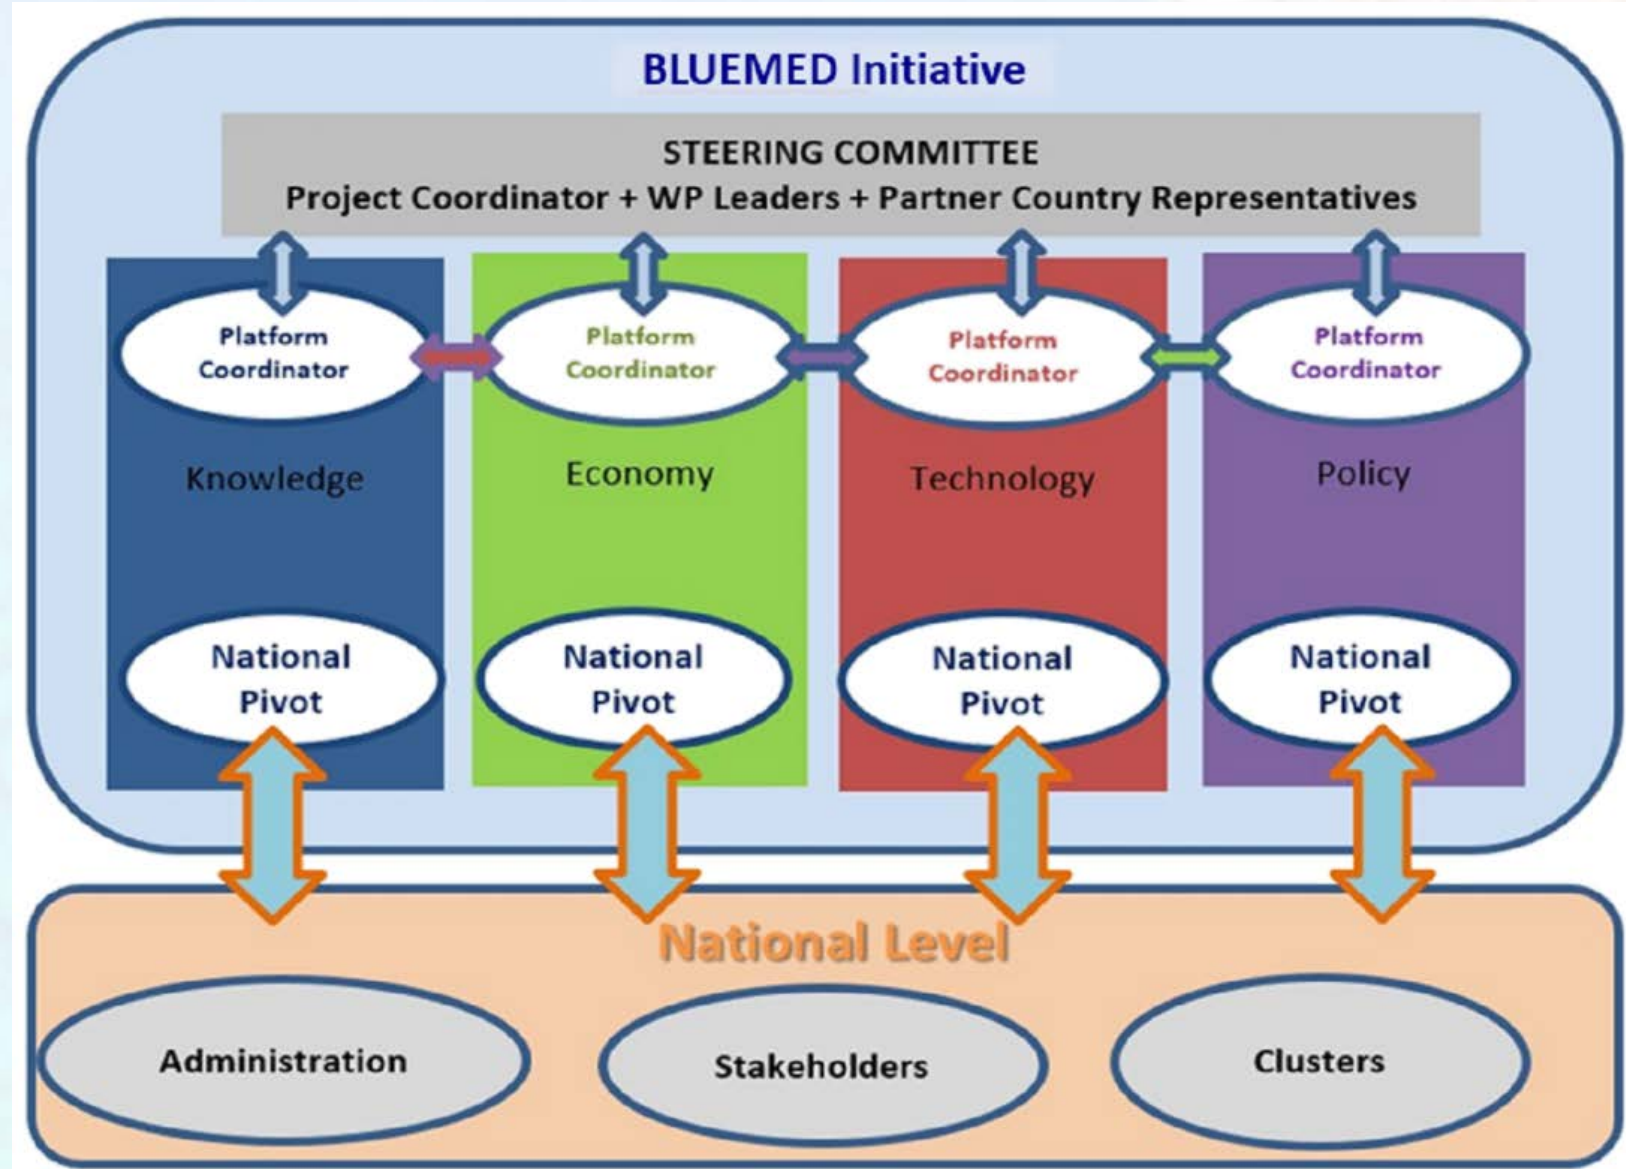 BLUEMED Initiative
STEERING COMMITTEE
Project Coordinator + WP Leaders + Partner Country Representatives
Platform
Coordinator
Platform
Coordinator
Platform
Coordinator
Platform
Coordinator
Knowledge
Economy
Technology
Policy
National
Pivot
National
Pivot
National
Pivot
National
Pivot
National Level
Administration
Stakeholders
Clusters